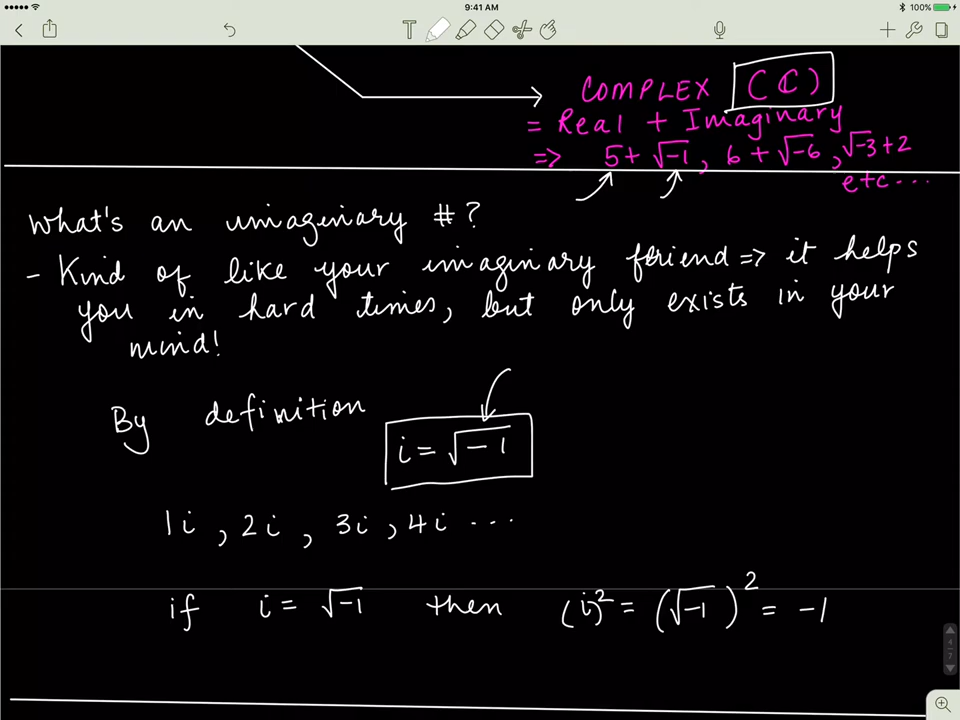 9:41 AM
100%
T
COMPLEX (ℂ)
= Real + Imaginary
=> 5+ √-1, 6 + √-6, √-3+2
etc...
What's an imaginary #?
- Kind of like your imaginary friend => it helps
you in hard times, but only exists in your
mind!
By definition
i = √-1
1i, 2i, 3i, 4i ...
if i = √-1 then (i)² = (√-1)² = -1
4
7